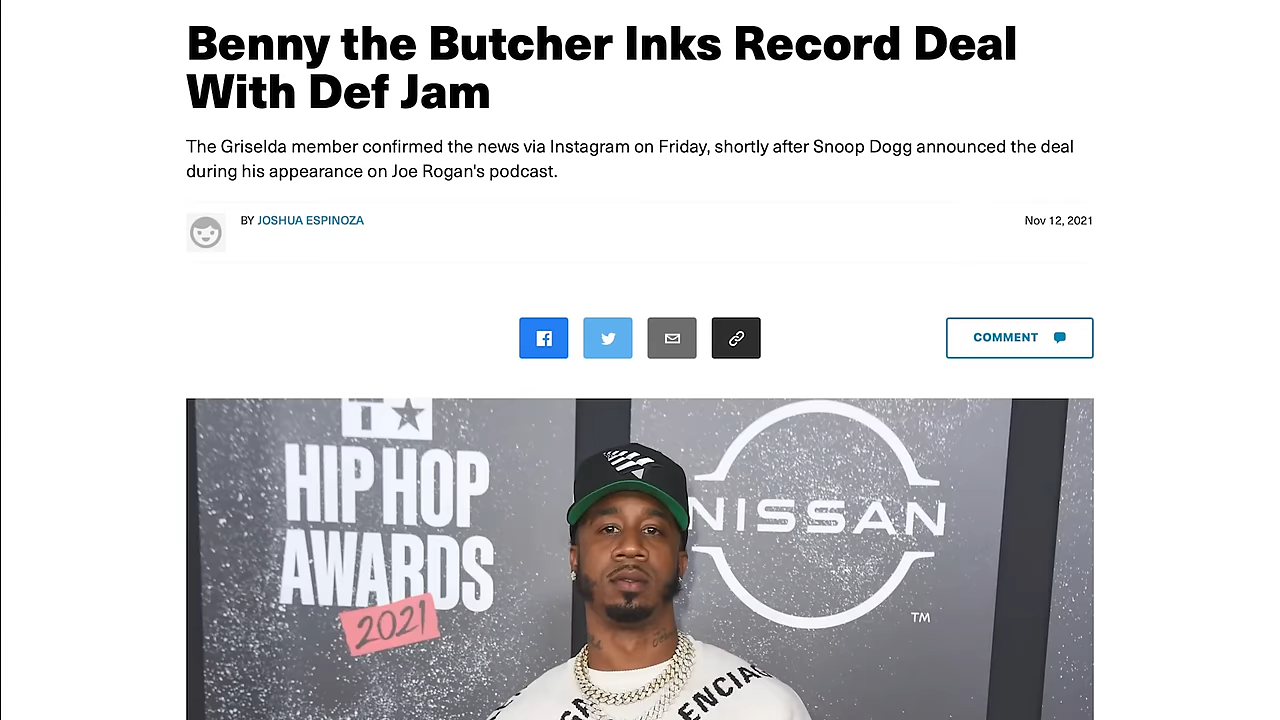 Benny the Butcher Inks Record Deal
With Def Jam
The Griselda member confirmed the news via Instagram on Friday, shortly after Snoop Dogg announced the deal
during his appearance on Joe Rogan's podcast.
BY JOSHUA ESPINOZA
Nov 12, 2021
COMMENT
HIP HOP
AWARDS
2021
NISSAN
TM
ENCIAG